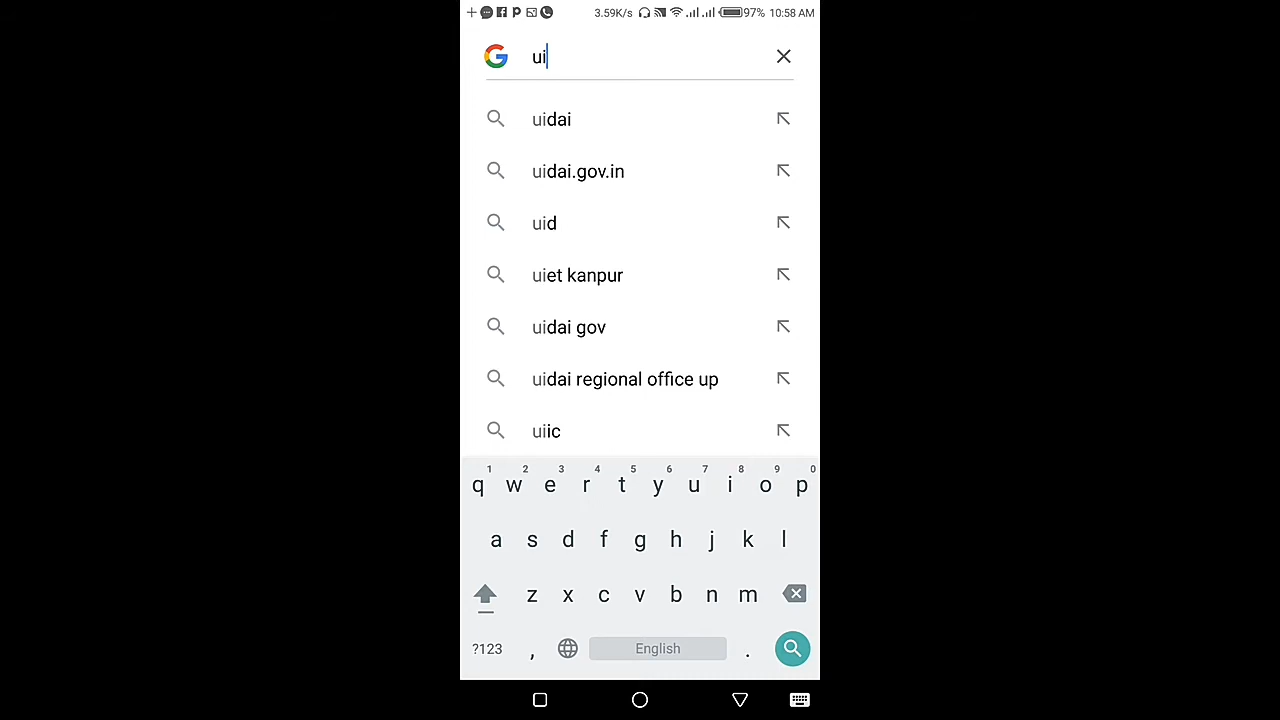 3.59K/s 97% 10:58 AM
ui
uidai
uidai.gov.in
uid
uiet kanpur
uidai gov
uidai regional office up
uiic
1 2 3 4 5 6 7 8 9 0
q w e r t y u i o p
a s d f g h j k l
z x c v b n m
?123 , English .